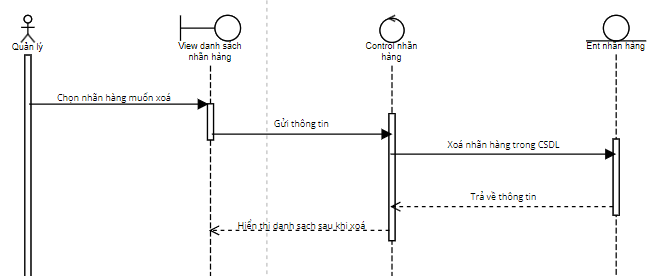 Quản lý
View danh sách
nhãn hàng
Control nhãn
hàng
Ent nhãn hàng
Chọn nhãn hàng muốn xoá
Gửi thông tin
Xoá nhãn hàng trong CSDL
Trả về thông tin
Hiển thị danh sach sau khi xoá